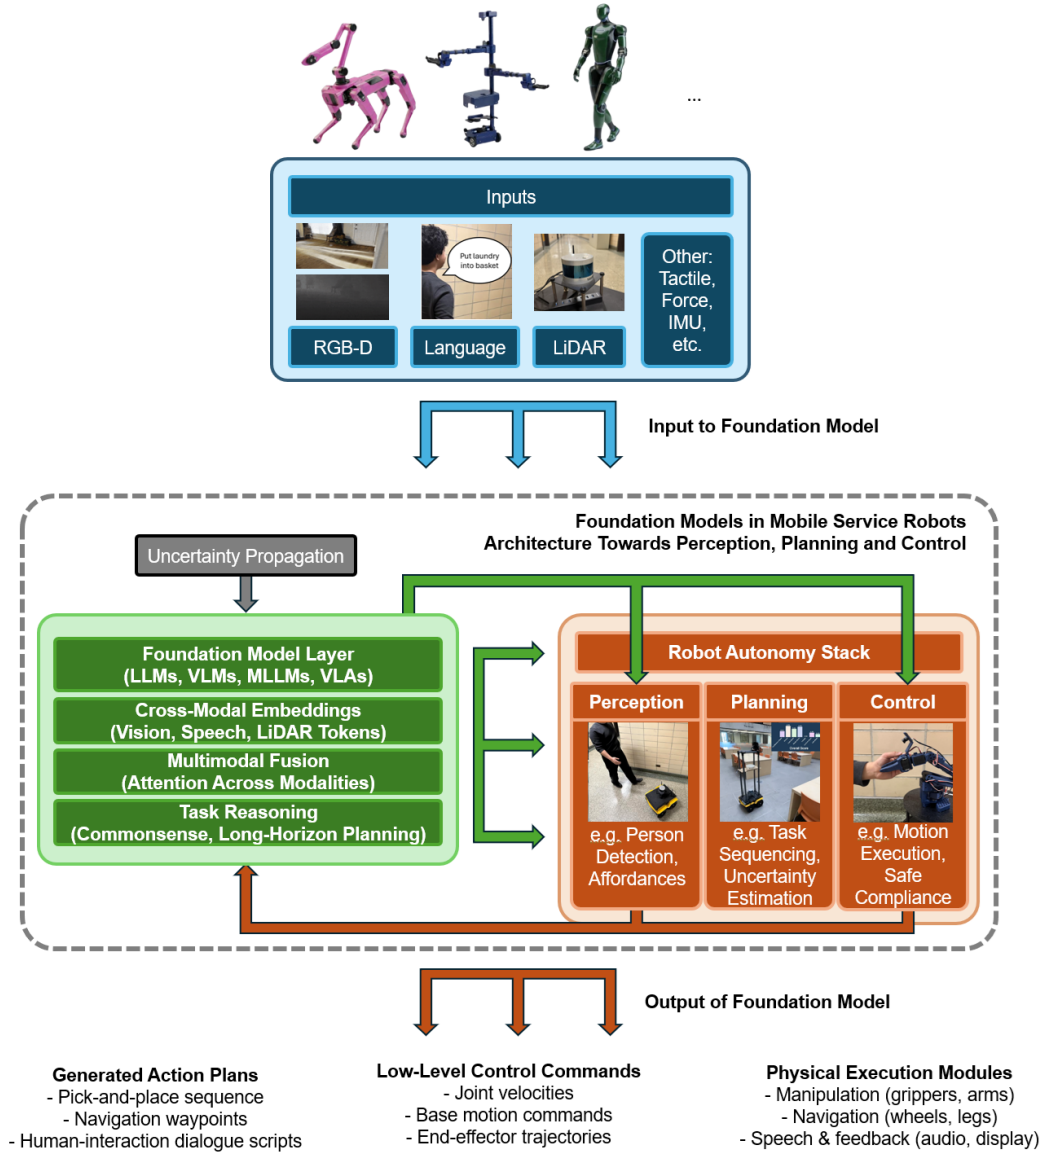 ...
Inputs
Put laundry
into basket
RGB-D
Language
LiDAR
Other:
Tactile,
Force,
IMU,
etc.
Input to Foundation Model
Foundation Models in Mobile Service Robots
Architecture Towards Perception, Planning and Control
Uncertainty Propagation
Foundation Model Layer
(LLMs, VLMs, MLLMs, VLAs)
Cross-Modal Embeddings
(Vision, Speech, LiDAR Tokens)
Multimodal Fusion
(Attention Across Modalities)
Task Reasoning
(Commonsense, Long-Horizon Planning)
Robot Autonomy Stack
Perception
e.g. Person
Detection,
Affordances
Planning
e.g. Task
Sequencing,
Uncertainty
Estimation
Control
e.g. Motion
Execution,
Safe
Compliance
Output of Foundation Model
Generated Action Plans
- Pick-and-place sequence
- Navigation waypoints
- Human-interaction dialogue scripts
Low-Level Control Commands
- Joint velocities
- Base motion commands
- End-effector trajectories
Physical Execution Modules
- Manipulation (grippers, arms)
- Navigation (wheels, legs)
- Speech & feedback (audio, display)